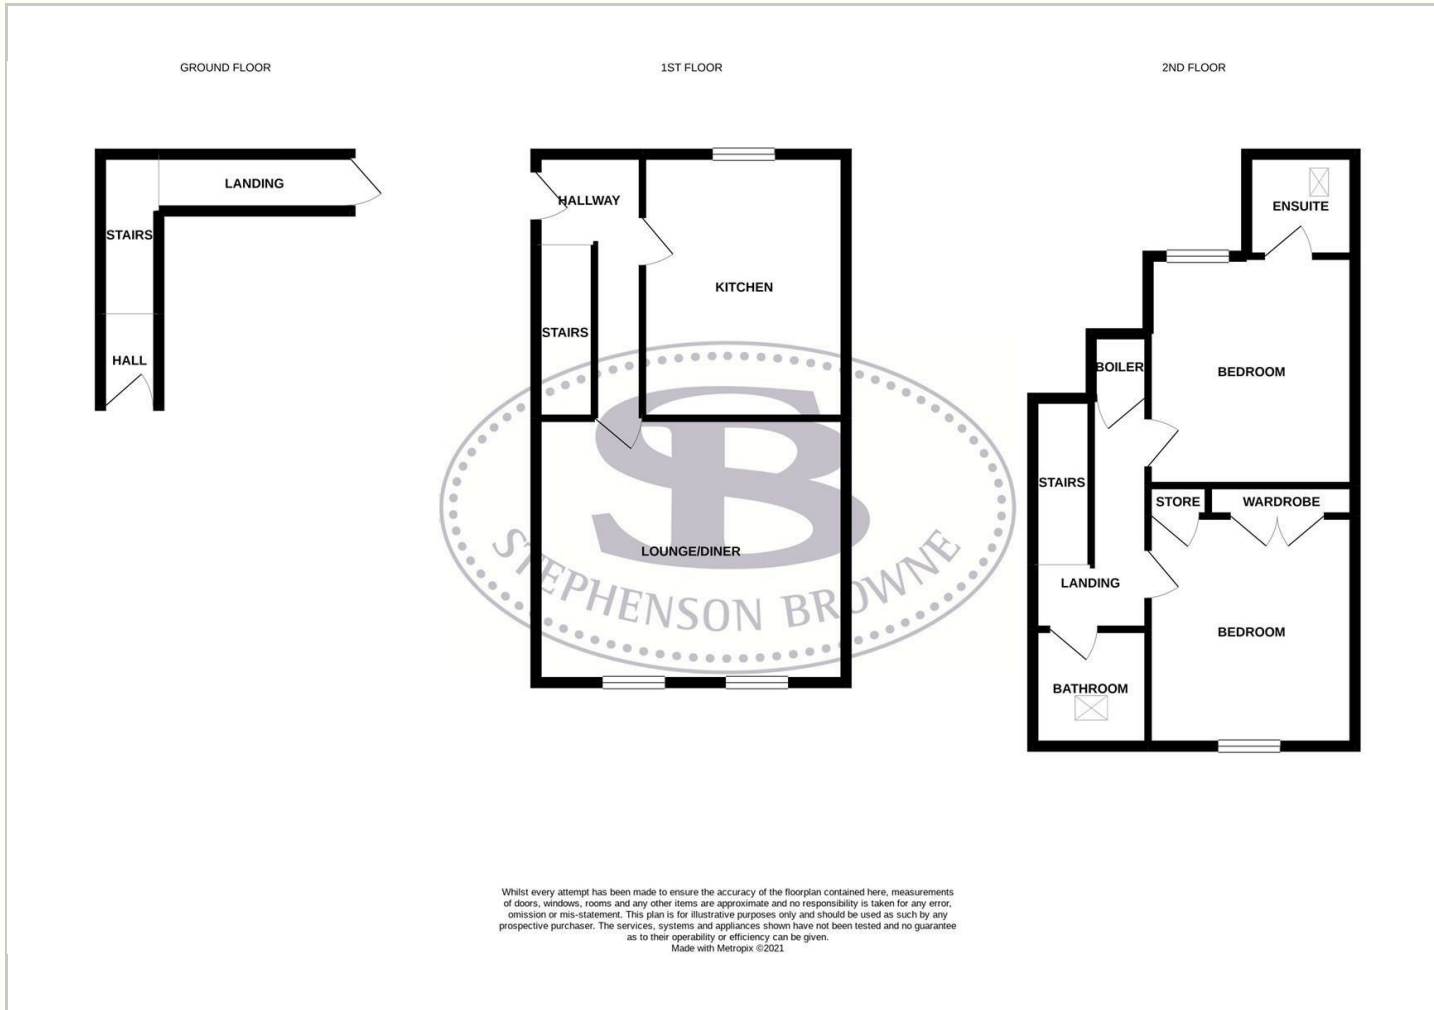 GROUND FLOOR
LANDING
STAIRS
HALL
1ST FLOOR
HALLWAY
KITCHEN
STAIRS
LOUNGE/DINER
SB
STEPHENSON BROWNE
2ND FLOOR
ENSUITE
BOILER
BEDROOM
STAIRS
STORE
WARDROBE
LANDING
BEDROOM
BATHROOM
Whilst every attempt has been made to ensure the accuracy of the floorplan contained here, measurements
of doors, windows, rooms and any other items are approximate and no responsibility is taken for any error,
omission or mis-statement. This plan is for illustrative purposes only and should be used as such by any
prospective purchaser. The services, systems and appliances shown have not been tested and no guarantee
as to their operability or efficiency can be given.
Made with Metropix ©2021